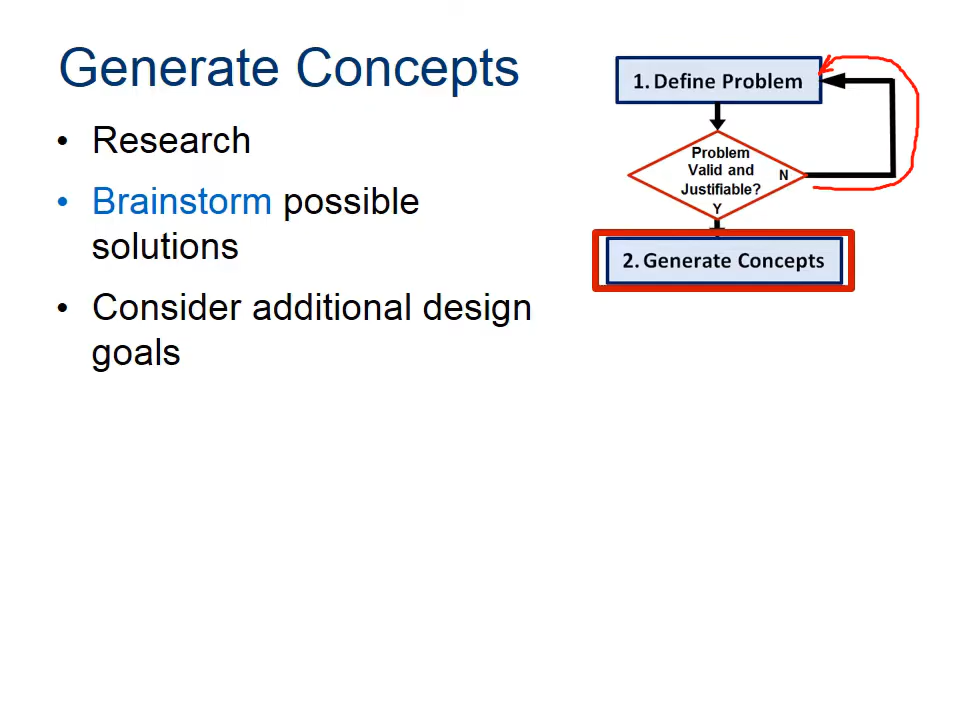 Generate Concepts
• Research
• Brainstorm possible
solutions
• Consider additional design
goals
1. Define Problem
Problem
Valid and
Justifiable?
N
Y
2. Generate Concepts